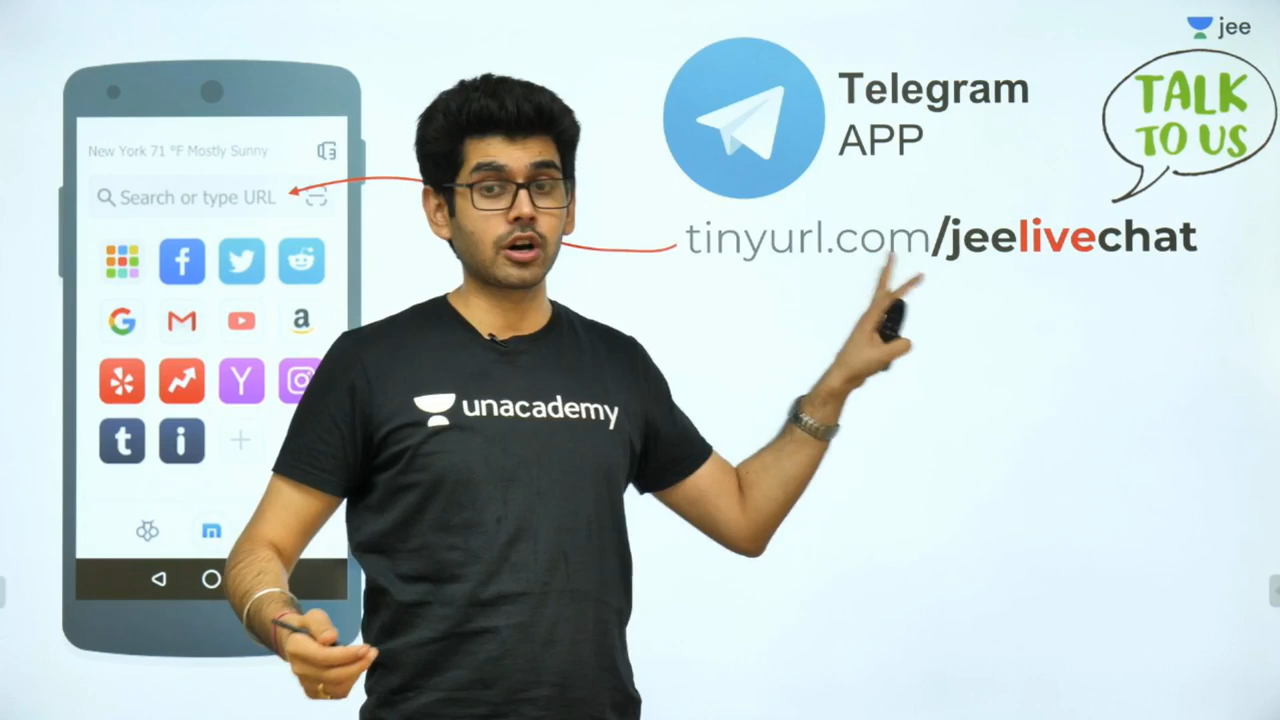 jee
TALK
TO US
Telegram
APP
tinyurl.com/jeelivechat
New York 71 °F Mostly Sunny
Search or type URL
unacademy